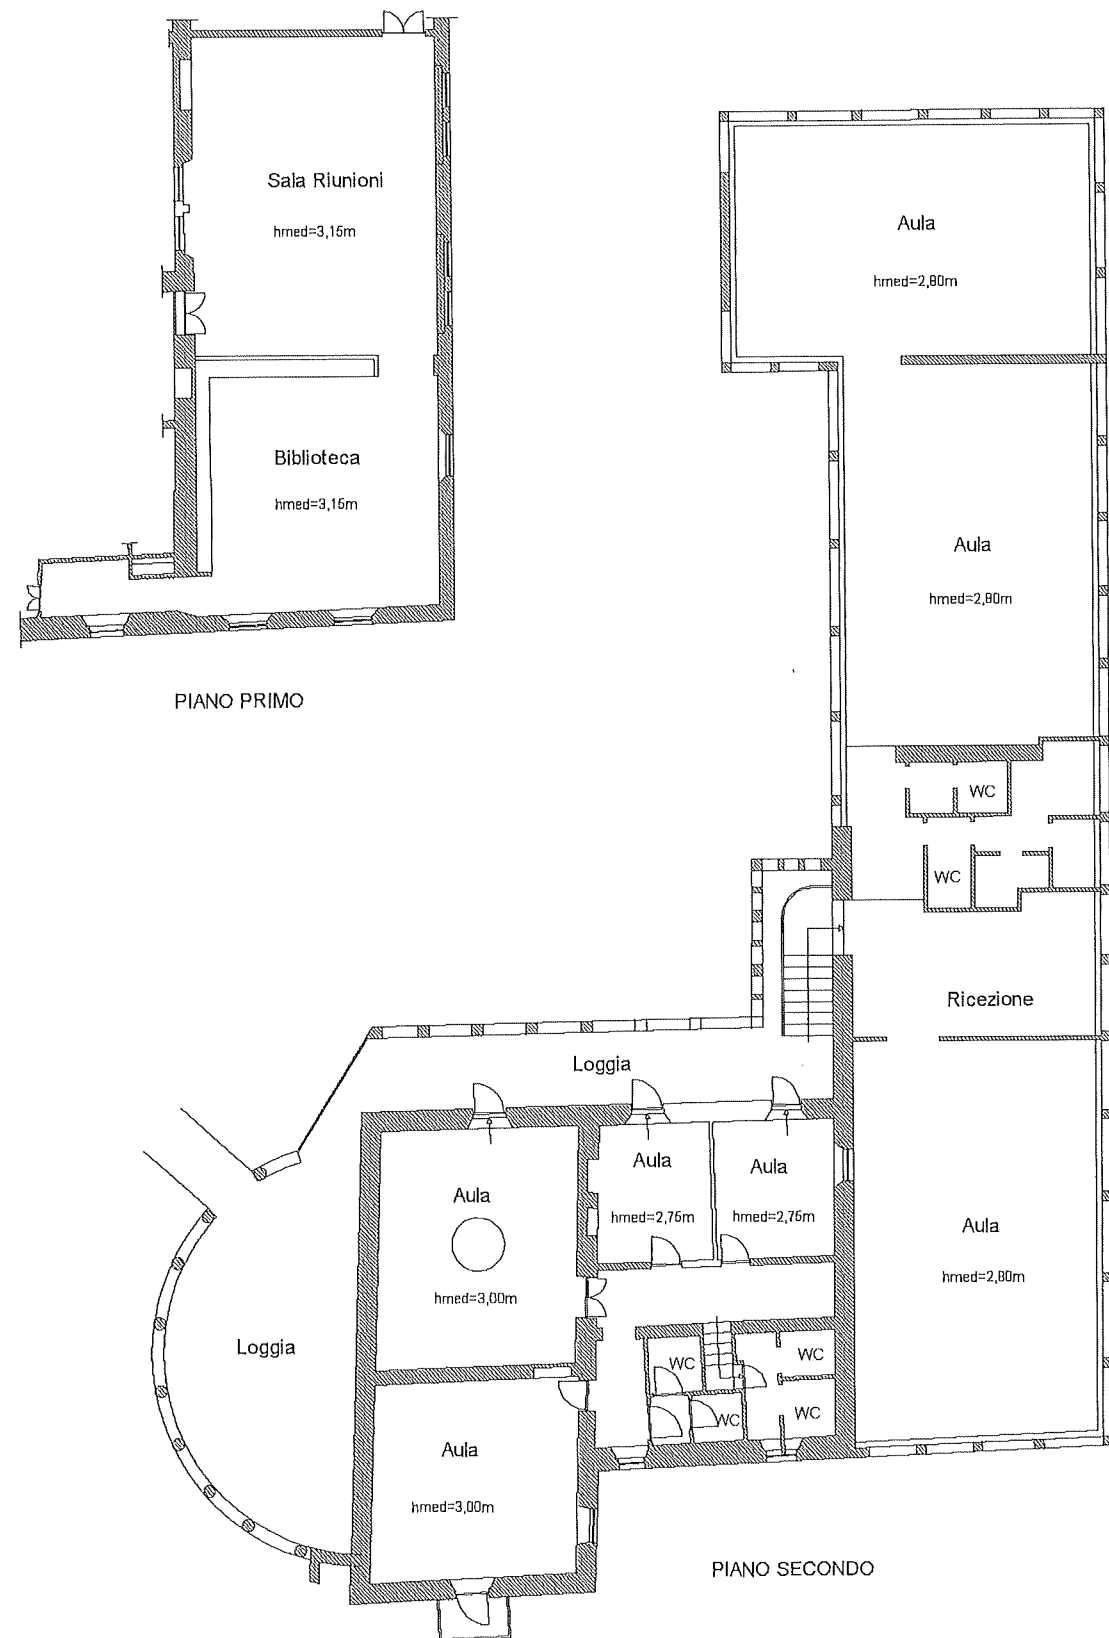 Sala Riunioni
hmed=3,15m
Biblioteca
hmed=3,15m
PIANO PRIMO
Aula
hmed=2,80m
Aula
hmed=2,80m
WC
WC
Ricezione
Loggia
Aula
hmed=3,00m
Aula
hmed=2,75m
Aula
hmed=2,75m
Aula
hmed=2,80m
Loggia
WC
WC
WC
WC
Aula
hmed=3,00m
PIANO SECONDO